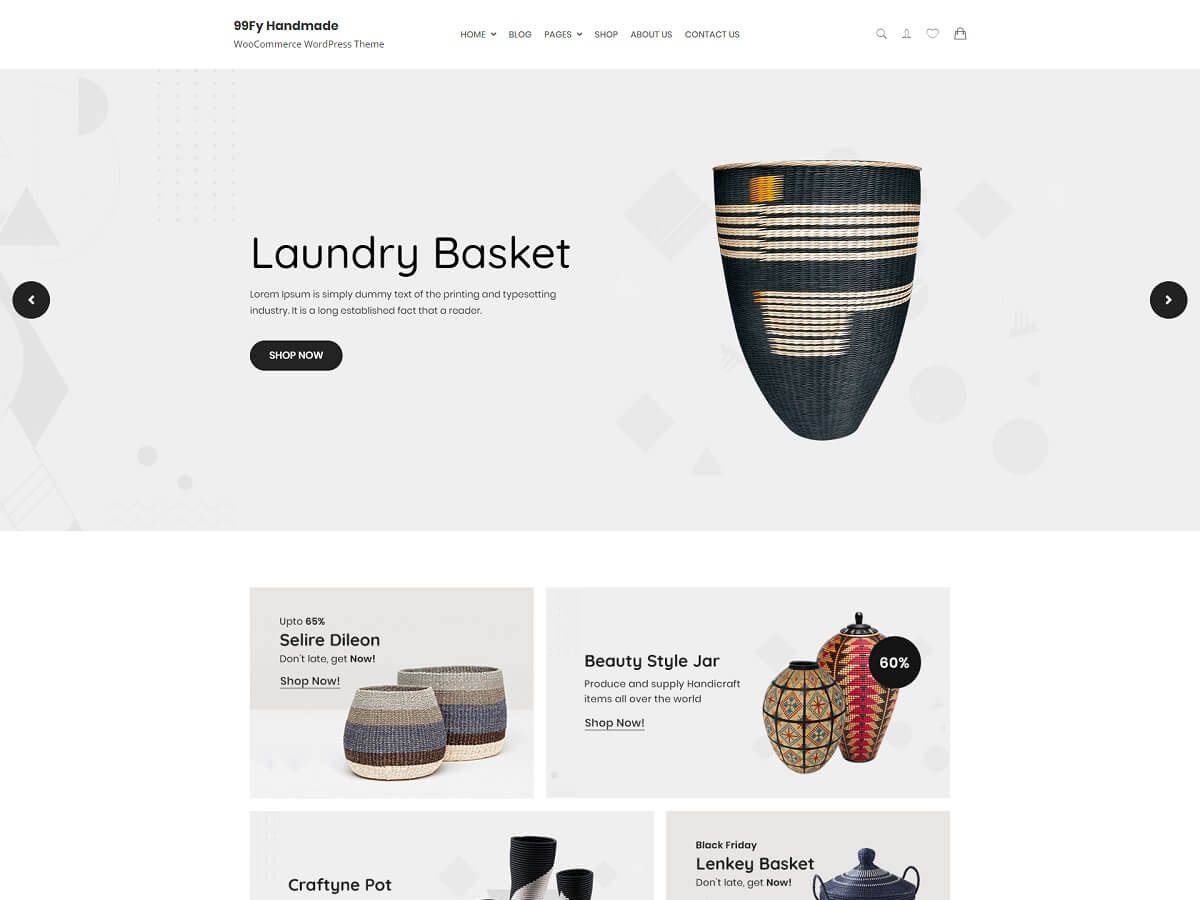 99Fy Handmade
WooCommerce WordPress Theme
HOME BLOG PAGES SHOP ABOUT US CONTACT US
Laundry Basket
Lorem Ipsum is simply dummy text of the printing and typesetting
industry. It is a long established fact that a reader.
SHOP NOW
Upto 65%
Selire Dileon
Don't late, get Now!
Shop Now!
Beauty Style Jar
Produce and supply Handicraft
items all over the world
Shop Now!
60%
Craftyne Pot
Black Friday
Lenkey Basket
Don't late, get Now!